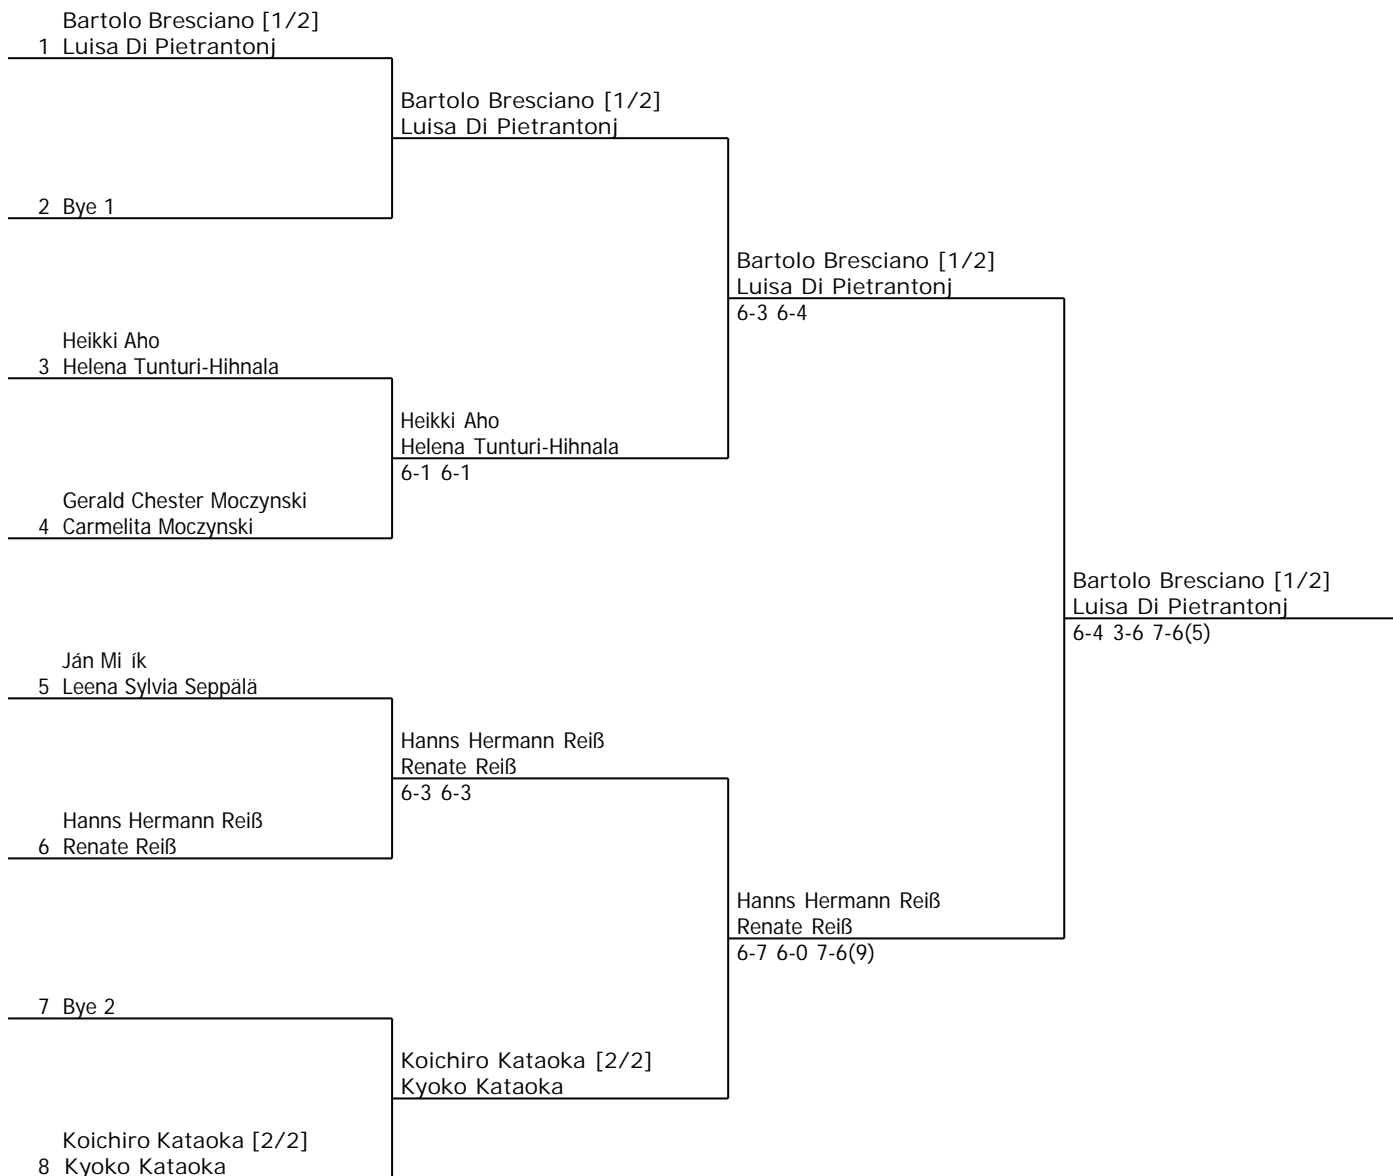 Bartolo Bresciano [1/2]
1 Luisa Di Pietrantonj
Bartolo Bresciano [1/2]
Luisa Di Pietrantonj
2 Bye 1
Bartolo Bresciano [1/2]
Luisa Di Pietrantonj
6-3 6-4
Heikki Aho
3 Helena Tunturi-Hihnala
Heikki Aho
Helena Tunturi-Hihnala
6-1 6-1
Gerald Chester Moczynski
4 Carmelita Moczynski
Bartolo Bresciano [1/2]
Luisa Di Pietrantonj
6-4 3-6 7-6(5)
Ján Mi ík
5 Leena Sylvia Seppälä
Hanns Hermann Reiß
Renate Reiß
6-3 6-3
Hanns Hermann Reiß
6 Renate Reiß
Hanns Hermann Reiß
Renate Reiß
6-7 6-0 7-6(9)
7 Bye 2
Koichiro Kataoka [2/2]
Kyoko Kataoka
Koichiro Kataoka [2/2]
8 Kyoko Kataoka